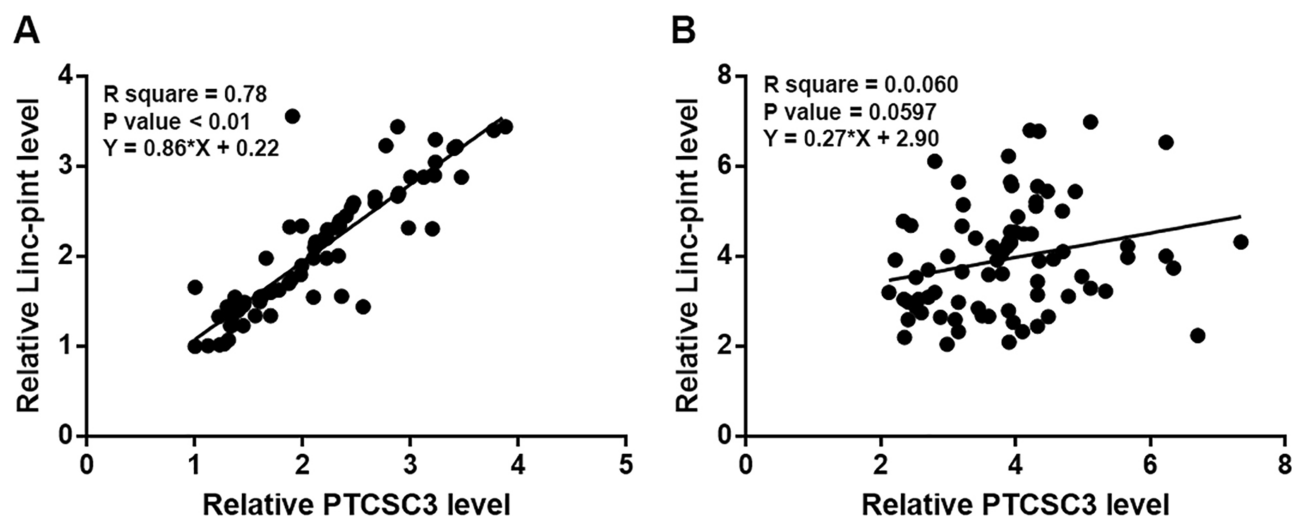 A
R square = 0.78
P value < 0.01
Y = 0.86*X + 0.22
Relative Linc-pint level
4
3
2
1
0
0 1 2 3 4 5
Relative PTCSC3 level
B
R square = 0.0.060
P value = 0.0597
Y = 0.27*X + 2.90
Relative Linc-pint level
8
6
4
2
0
0 2 4 6 8
Relative PTCSC3 level